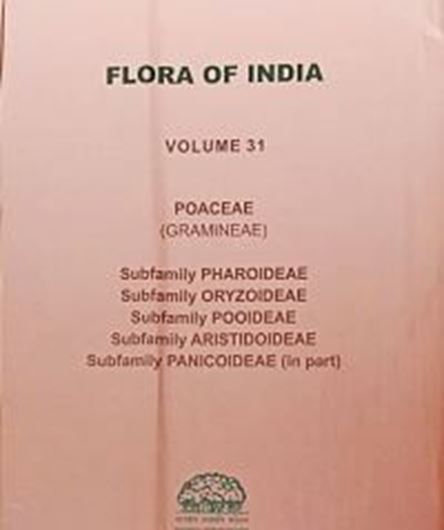 FLORA OF INDIA
VOLUME 31
POACEAE
(GRAMINEAE)
Subfamily PHAROIDEAE
Subfamily ORYZOIDEAE
Subfamily POOIDEAE
Subfamily ARISTIDOIDEAE
Subfamily PANICOIDEAE (in part)